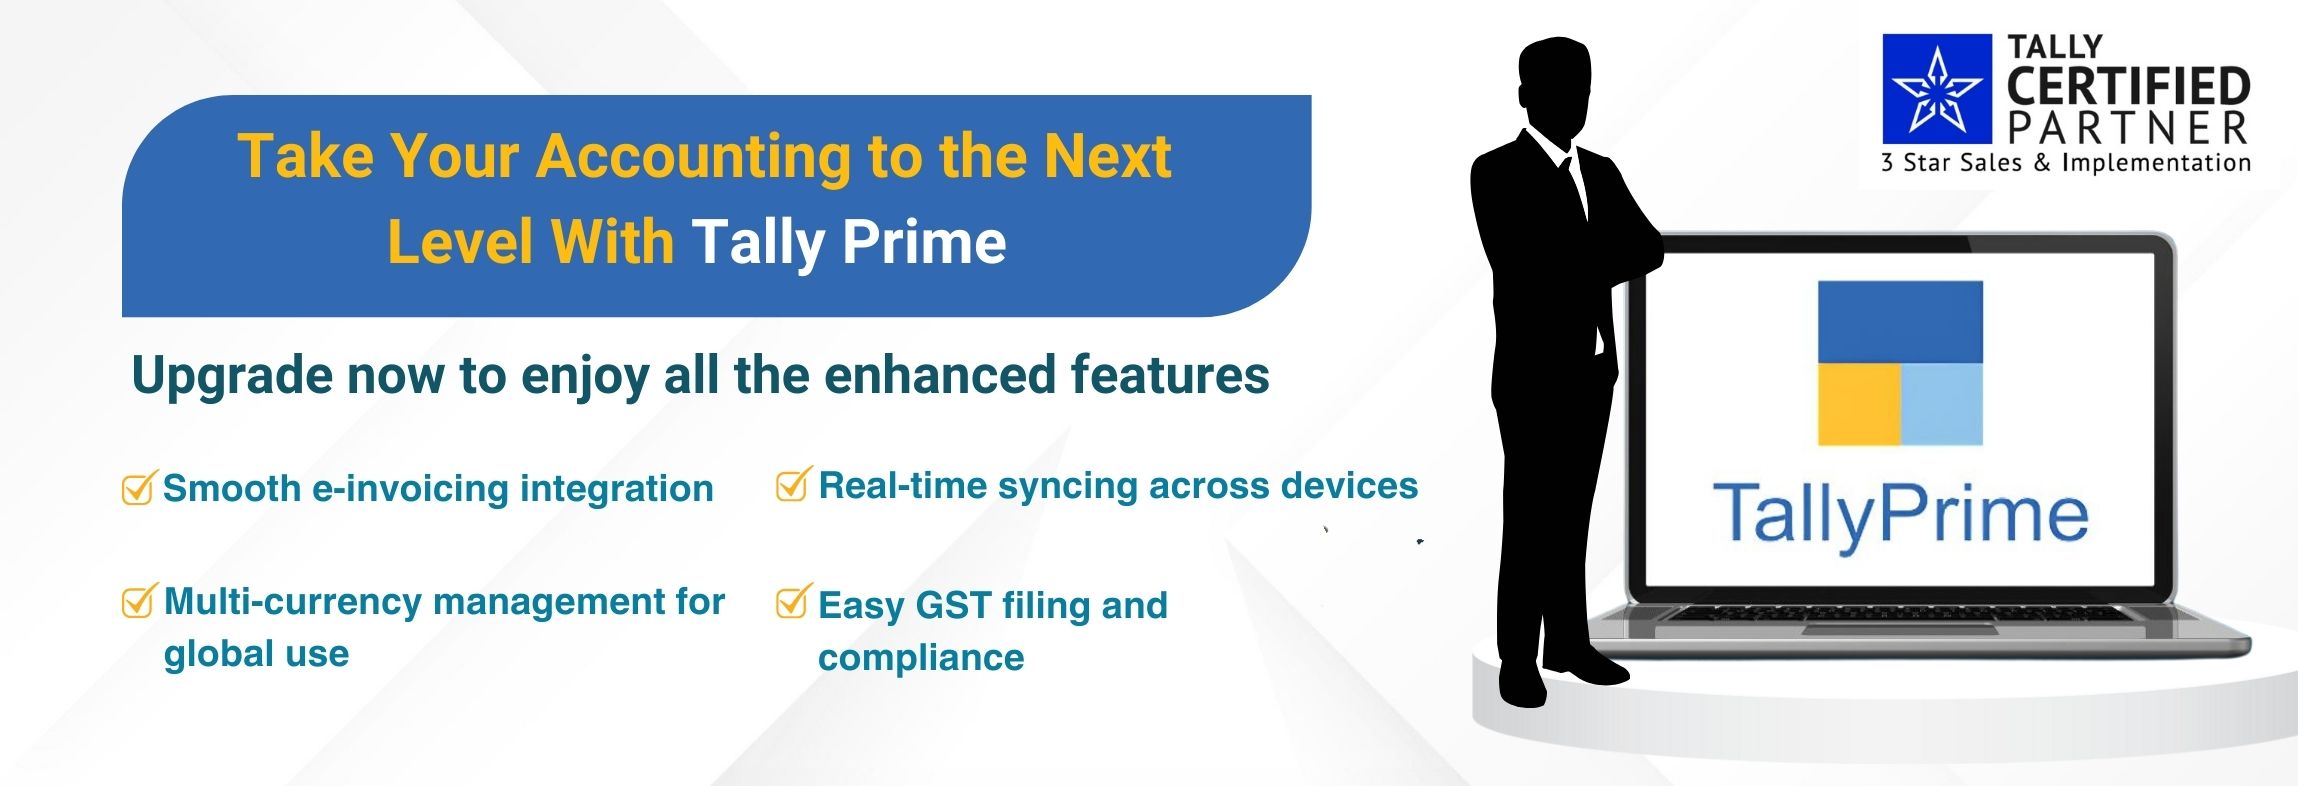 TALLY
CERTIFIED
PARTNER
3 Star Sales & Implementation
Take Your Accounting to the Next
Level With Tally Prime
Upgrade now to enjoy all the enhanced features
Smooth e-invoicing integration
Real-time syncing across devices
Multi-currency management for
global use
Easy GST filing and
compliance
TallyPrime